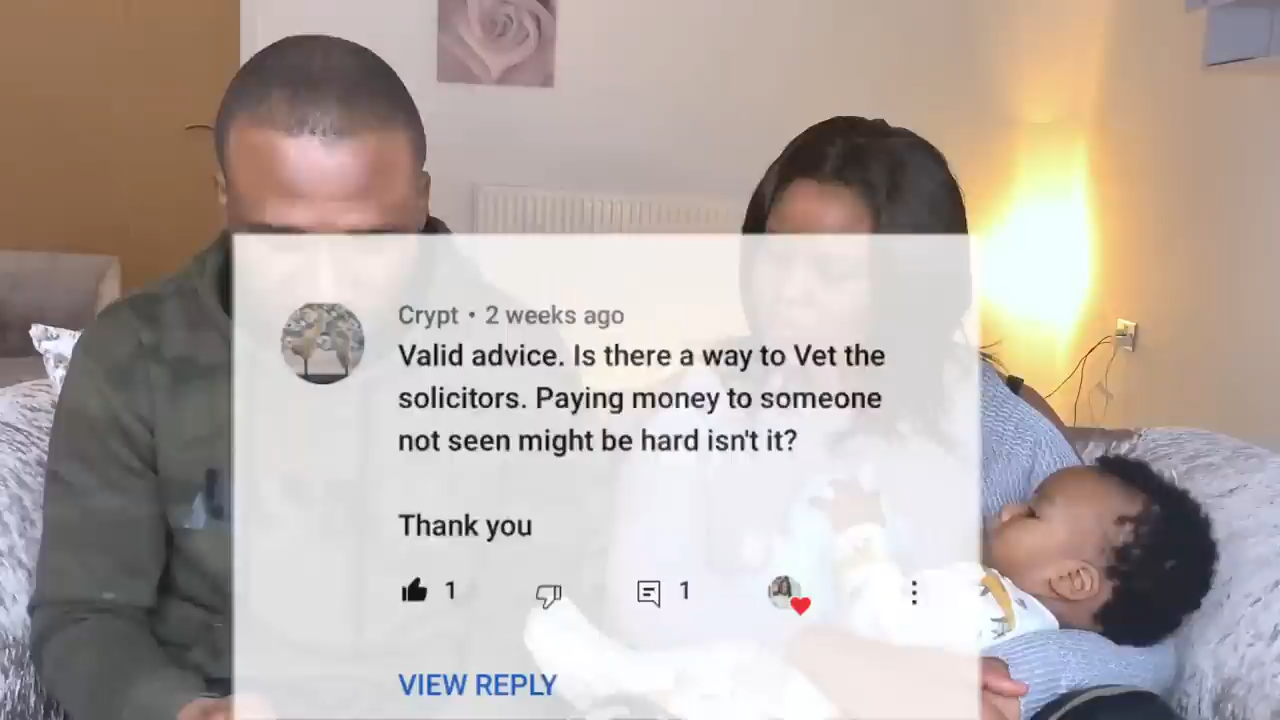 Crypt • 2 weeks ago
Valid advice. Is there a way to Vet the
solicitors. Paying money to someone
not seen might be hard isn't it?
Thank you
1 1
VIEW REPLY